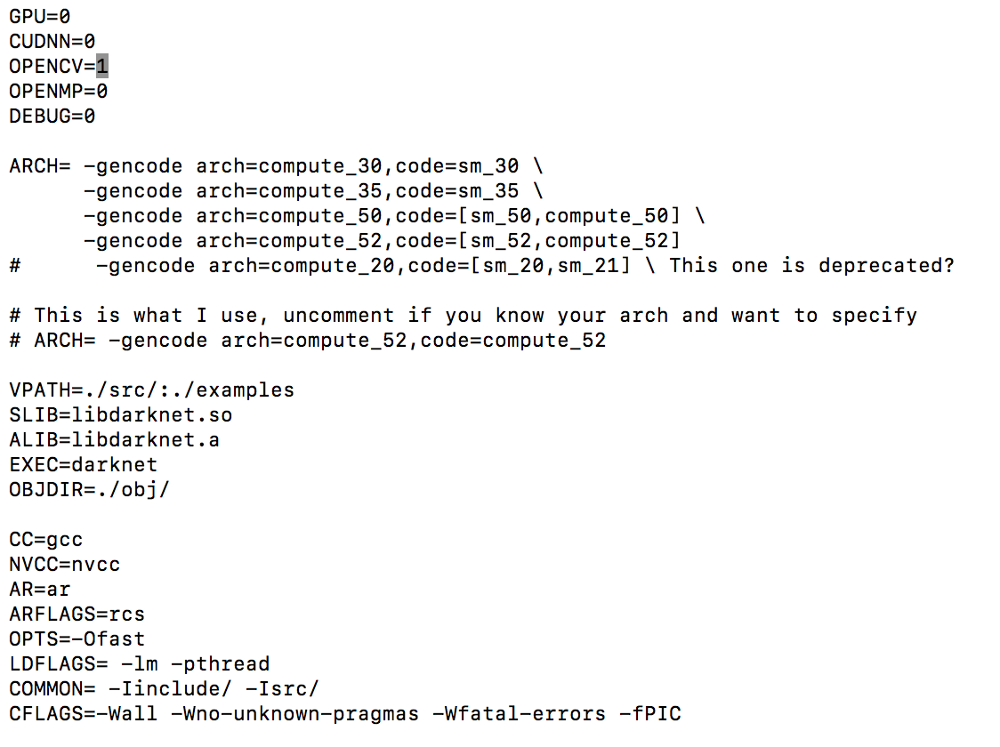 GPU=0
CUDNN=0
OPENCV=1
OPENMP=0
DEBUG=0

ARCH= -gencode arch=compute_30,code=sm_30 \
      -gencode arch=compute_35,code=sm_35 \
      -gencode arch=compute_50,code=[sm_50,compute_50] \
      -gencode arch=compute_52,code=[sm_52,compute_52]
#      -gencode arch=compute_20,code=[sm_20,sm_21] \ This one is deprecated?

# This is what I use, uncomment if you know your arch and want to specify
# ARCH= -gencode arch=compute_52,code=compute_52

VPATH=./src/:./examples
SLIB=libdarknet.so
ALIB=libdarknet.a
EXEC=darknet
OBJDIR=./obj/

CC=gcc
NVCC=nvcc
AR=ar
ARFLAGS=rcs
OPTS=-Ofast
LDFLAGS= -lm -pthread
COMMON= -Iinclude/ -Isrc/
CFLAGS=-Wall -Wno-unknown-pragmas -Wfatal-errors -fPIC